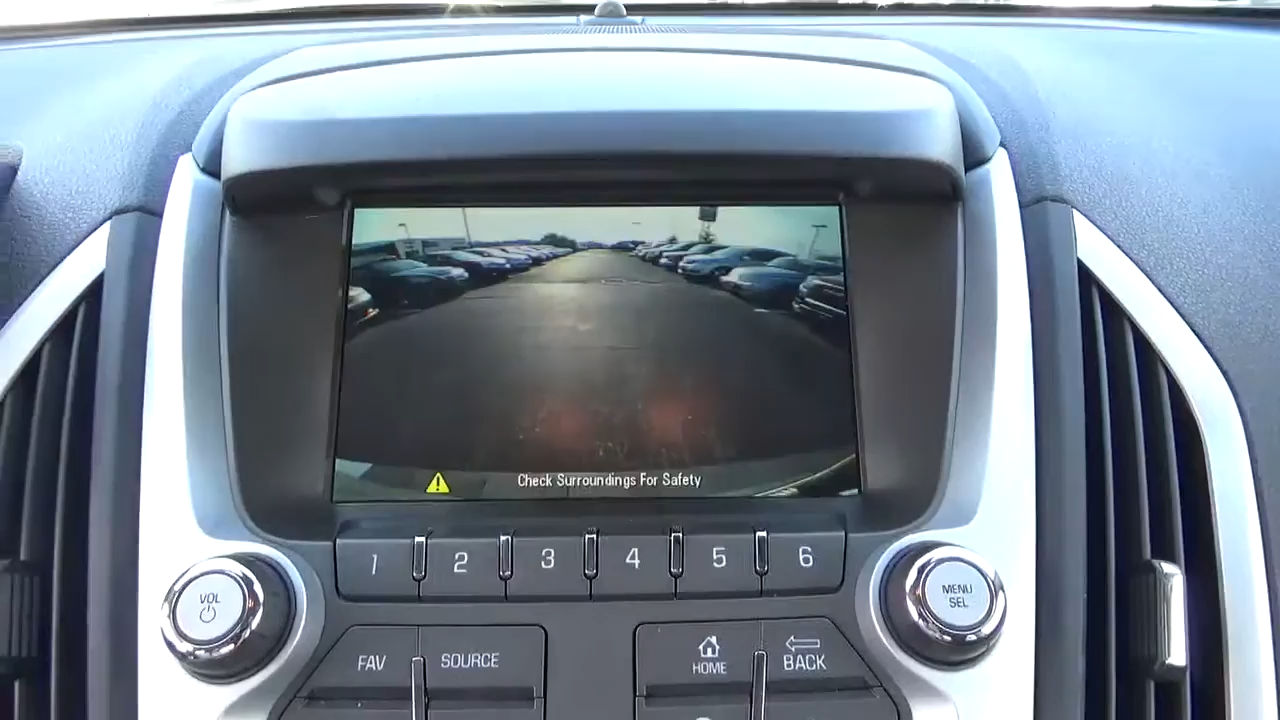 Check Surroundings For Safety
1 2 3 4 5 6
VOL
MENU
SEL
FAV
SOURCE
HOME
BACK